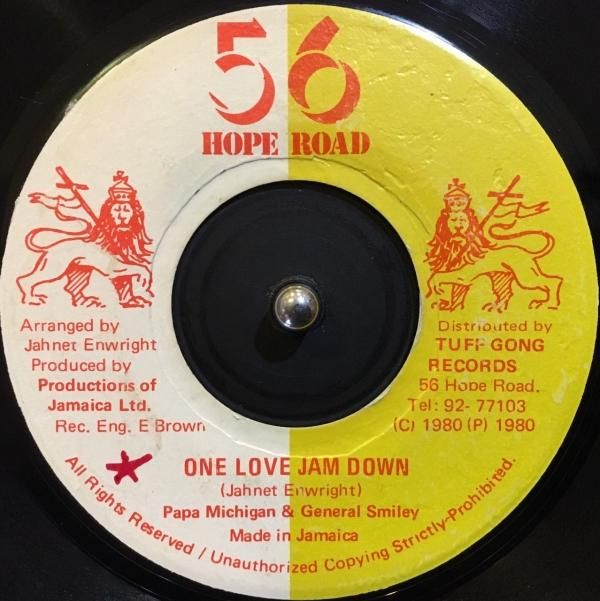 56
HOPE ROAD
Arranged by
Jahnet Enwright
Produced by
Productions of
Jamaica Ltd.
Rec. Eng. E Brown
Distributed by
TUFF GONG
RECORDS
56 Hope Road.
Tel: 92-77103
(C) 1980 (P) 1980
ONE LOVE JAM DOWN
(Jahnet Enwright)
Papa Michigan & General Smiley
Made in Jamaica
All Rights Reserved / Unauthorized Copying Strictly-Prohibited.